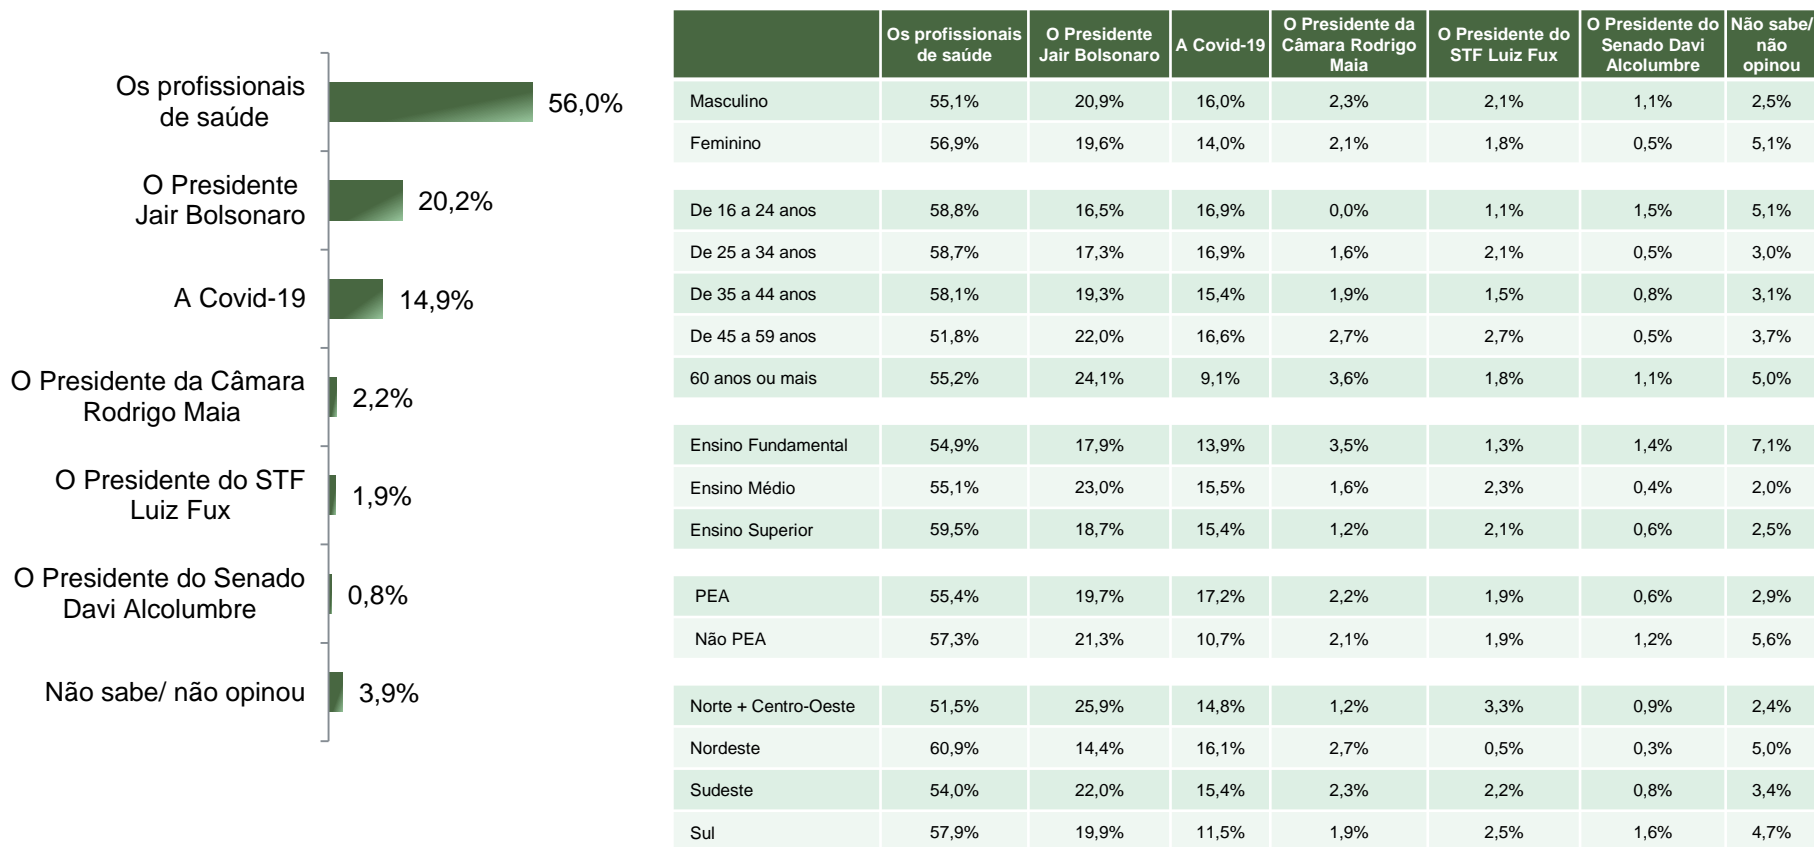 Os profissionais
de saúde
56,0%
O Presidente
Jair Bolsonaro
20,2%
A Covid-19
14,9%
O Presidente da Câmara
Rodrigo Maia
2,2%
O Presidente do STF
Luiz Fux
1,9%
O Presidente do Senado
Davi Alcolumbre
0,8%
Não sabe/ não opinou
3,9%
Os profissionais
de saúde
O Presidente
Jair Bolsonaro
A Covid-19
O Presidente da
Câmara Rodrigo
Maia
O Presidente do
STF Luiz Fux
O Presidente do
Senado Davi
Alcolumbre
Não sabe/
não
opinou
Masculino 55,1% 20,9% 16,0% 2,3% 2,1% 1,1% 2,5%
Feminino 56,9% 19,6% 14,0% 2,1% 1,8% 0,5% 5,1%
De 16 a 24 anos 58,8% 16,5% 16,9% 0,0% 1,1% 1,5% 5,1%
De 25 a 34 anos 58,7% 17,3% 16,9% 1,6% 2,1% 0,5% 3,0%
De 35 a 44 anos 58,1% 19,3% 15,4% 1,9% 1,5% 0,8% 3,1%
De 45 a 59 anos 51,8% 22,0% 16,6% 2,7% 2,7% 0,5% 3,7%
60 anos ou mais 55,2% 24,1% 9,1% 3,6% 1,8% 1,1% 5,0%
Ensino Fundamental 54,9% 17,9% 13,9% 3,5% 1,3% 1,4% 7,1%
Ensino Médio 55,1% 23,0% 15,5% 1,6% 2,3% 0,4% 2,0%
Ensino Superior 59,5% 18,7% 15,4% 1,2% 2,1% 0,6% 2,5%
PEA 55,4% 19,7% 17,2% 2,2% 1,9% 0,6% 2,9%
Não PEA 57,3% 21,3% 10,7% 2,1% 1,9% 1,2% 5,6%
Norte + Centro-Oeste 51,5% 25,9% 14,8% 1,2% 3,3% 0,9% 2,4%
Nordeste 60,9% 14,4% 16,1% 2,7% 0,5% 0,3% 5,0%
Sudeste 54,0% 22,0% 15,4% 2,3% 2,2% 0,8% 3,4%
Sul 57,9% 19,9% 11,5% 1,9% 2,5% 1,6% 4,7%